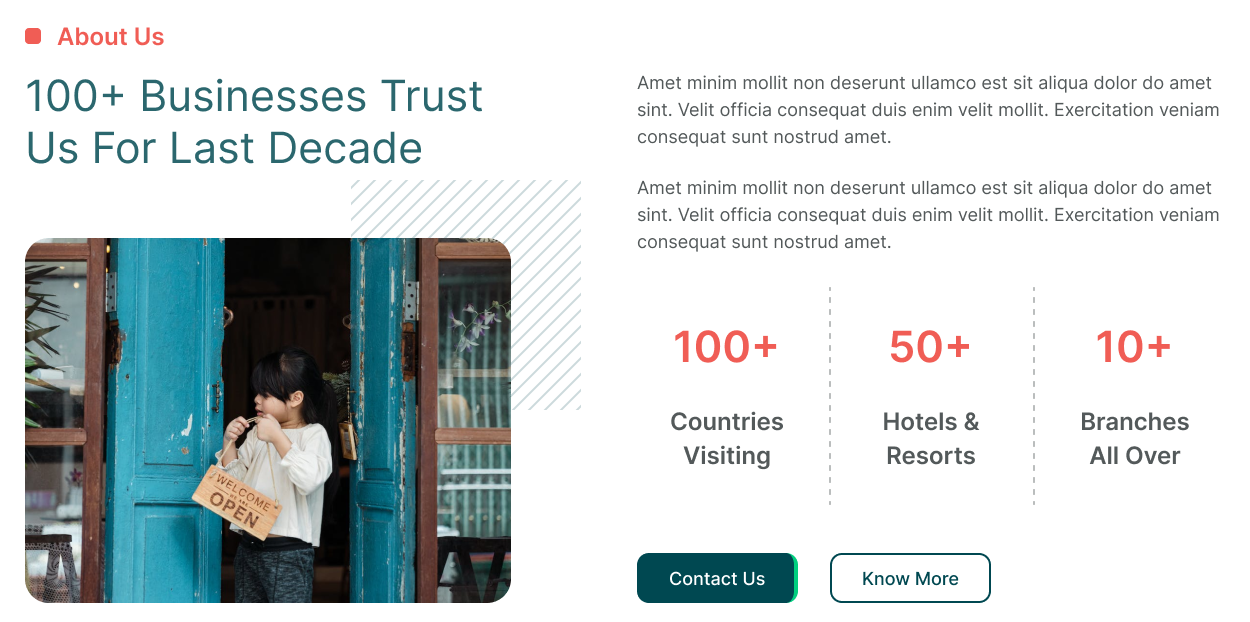 About Us
100+ Businesses Trust
Us For Last Decade
WELCOME
WE ARE
OPEN
Amet minim mollit non deserunt ullamco est sit aliqua dolor do amet
sint. Velit officia consequat duis enim velit mollit. Exercitation veniam
consequat sunt nostrud amet.
Amet minim mollit non deserunt ullamco est sit aliqua dolor do amet
sint. Velit officia consequat duis enim velit mollit. Exercitation veniam
consequat sunt nostrud amet.
100+
Countries
Visiting
50+
Hotels &
Resorts
10+
Branches
All Over
Contact Us
Know More